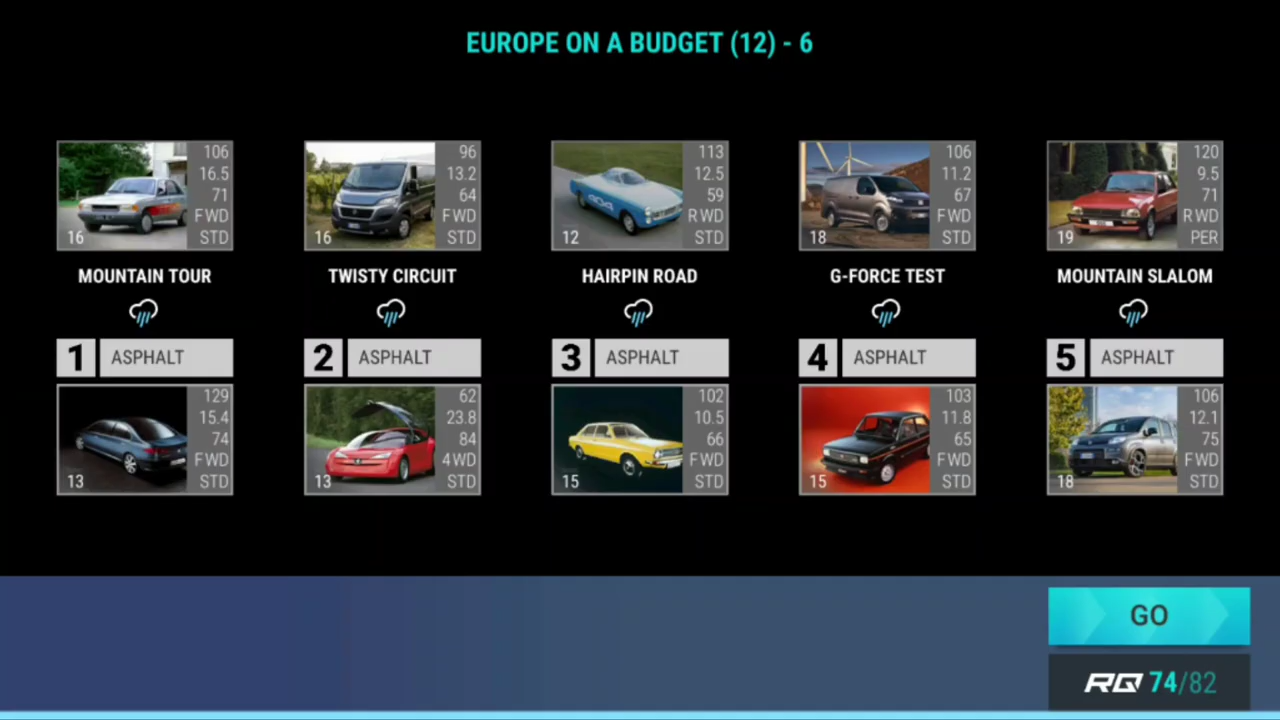 EUROPE ON A BUDGET (12) - 6
106
16.5
71
FWD
STD
16
96
13.2
64
FWD
STD
16
113
12.5
59
RWD
STD
12
404
106
11.2
67
FWD
STD
18
120
9.5
71
RWD
PER
19
MOUNTAIN TOUR
TWISTY CIRCUIT
HAIRPIN ROAD
G-FORCE TEST
MOUNTAIN SLALOM
1 ASPHALT
2 ASPHALT
3 ASPHALT
4 ASPHALT
5 ASPHALT
129
15.4
74
FWD
STD
13
62
23.8
84
4WD
STD
13
102
10.5
66
FWD
STD
15
103
11.8
65
FWD
STD
15
106
12.1
75
FWD
STD
18
GO
RQ 74/82